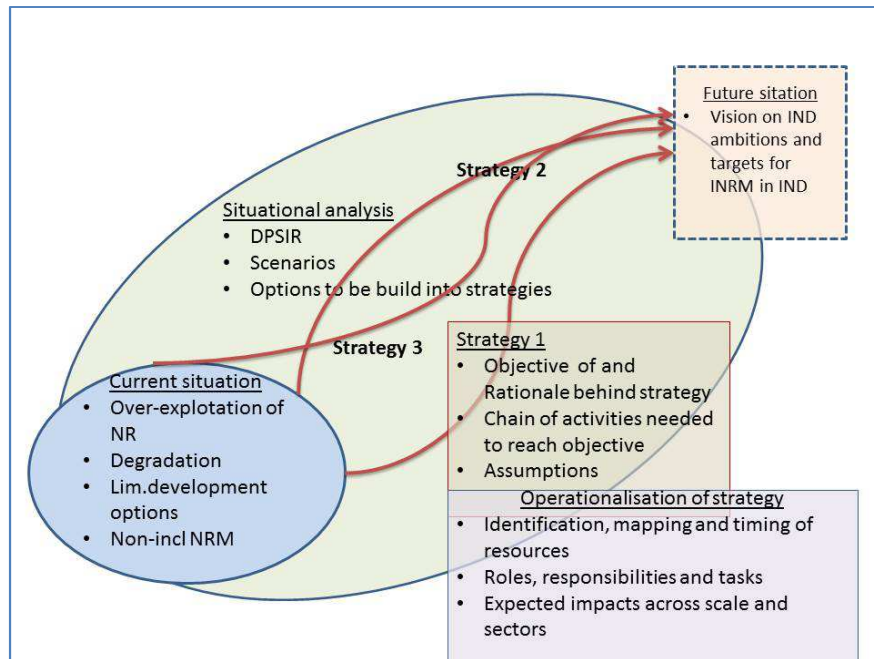 Future sitation
• Vision on IND
ambitions and
targets for
INRM in IND
Strategy 2
Situational analysis
• DPSIR
• Scenarios
• Options to be build into strategies
Strategy 3
Strategy 1
• Objective of and
Rationale behind strategy
• Chain of activities needed
to reach objective
• Assumptions
Current situation
• Over-explotation of
NR
• Degradation
• Lim.development
options
• Non-incl NRM
Operationalisation of strategy
• Identification, mapping and timing of
resources
• Roles, responsibilities and tasks
• Expected impacts across scale and
sectors